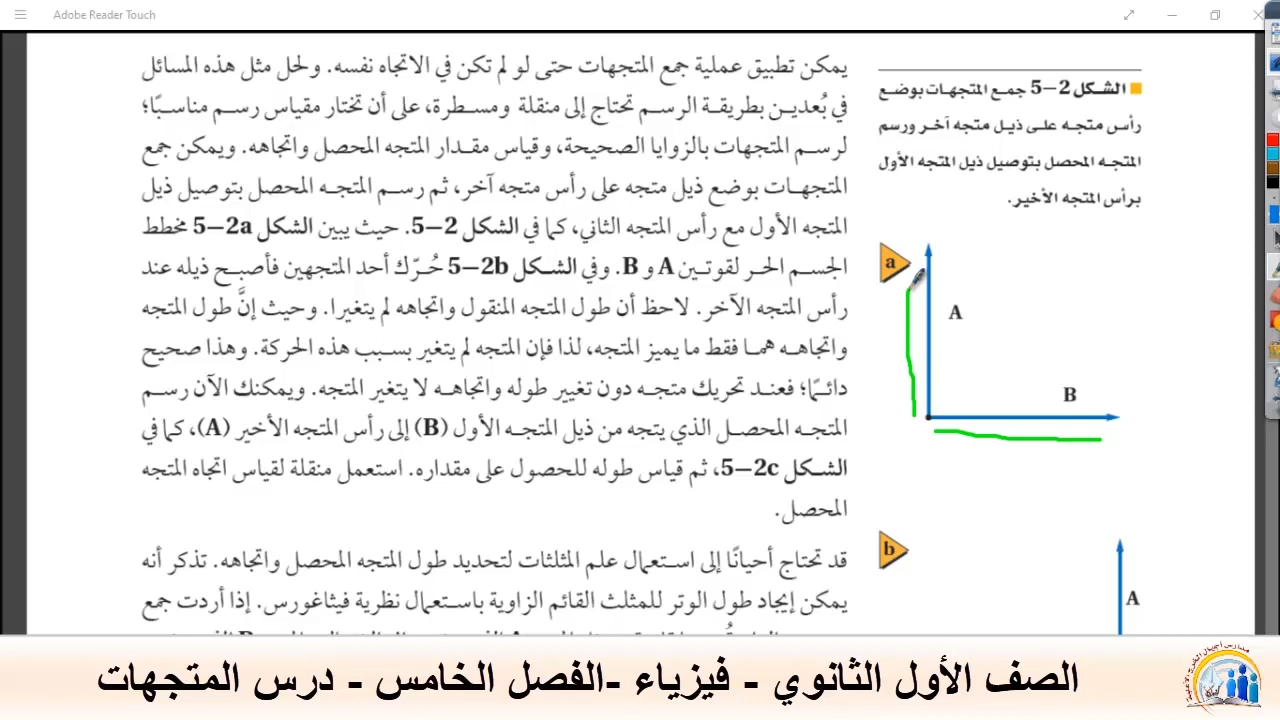 Adobe Reader Touch
يمكن تطبيق عملية جمع المتجهات حتى لو لم تكن في الاتجاه نفسه. ولحل مثل هذه المسائل
في بُعدين بطريقة الرسم تحتاج إلى منقلة ومسطرة، على أن تختار مقياس رسم مناسبًا؛
لرسم المتجهات بالزوايا الصحيحة، وقياس مقدار المتجه المحصل واتجاهه. ويمكن جمع
المتجهات بوضع ذيل متجه على رأس متجه آخر، ثم رسم المتجه المحصل بتوصيل ذيل
المتجه الأول مع رأس المتجه الثاني، كما في الشكل 2–5. حيث يبين الشكل 5–2a مخطط
الجسم الحر لقوتين A و B. وفي الشكل 5–2b حُرّك أحد المتجهين فأصبح ذيله عند
رأس المتجه الآخر. لاحظ أن طول المتجه المنقول واتجاهه لم يتغيرا. وحيث إنَّ طول المتجه
واتجاهه هما فقط ما يميز المتجه، لذا فإن المتجه لم يتغير بسبب هذه الحركة. وهذا صحيح
دائمًا؛ فعند تحريك متجه دون تغيير طوله واتجاهه لا يتغير المتجه. ويمكنك الآن رسم
المتجه المحصل الذي يتجه من ذيل المتجه الأول (B) إلى رأس المتجه الأخير (A)، كما في
الشكل 5–2c، ثم قياس طوله للحصول على مقداره. استعمل منقلة لقياس اتجاه المتجه
المحصل.
قد تحتاج أحيانًا إلى استعمال علم المثلثات لتحديد طول المتجه المحصل واتجاهه. تذكر أنه
يمكن إيجاد طول الوتر للمثلث القائم الزاوية باستعمال نظرية فيثاغورس. إذا أردت جمع
الشكل 2–5 جمع المتجهات بوضع
رأس متجه على ذيل متجه آخر ورسم
المتجه المحصل بتوصيل ذيل المتجه الأول
برأس المتجه الأخير.
a
A
B
b
A
الصف الأول الثانوي - فيزياء -الفصل الخامس - درس المتجهات